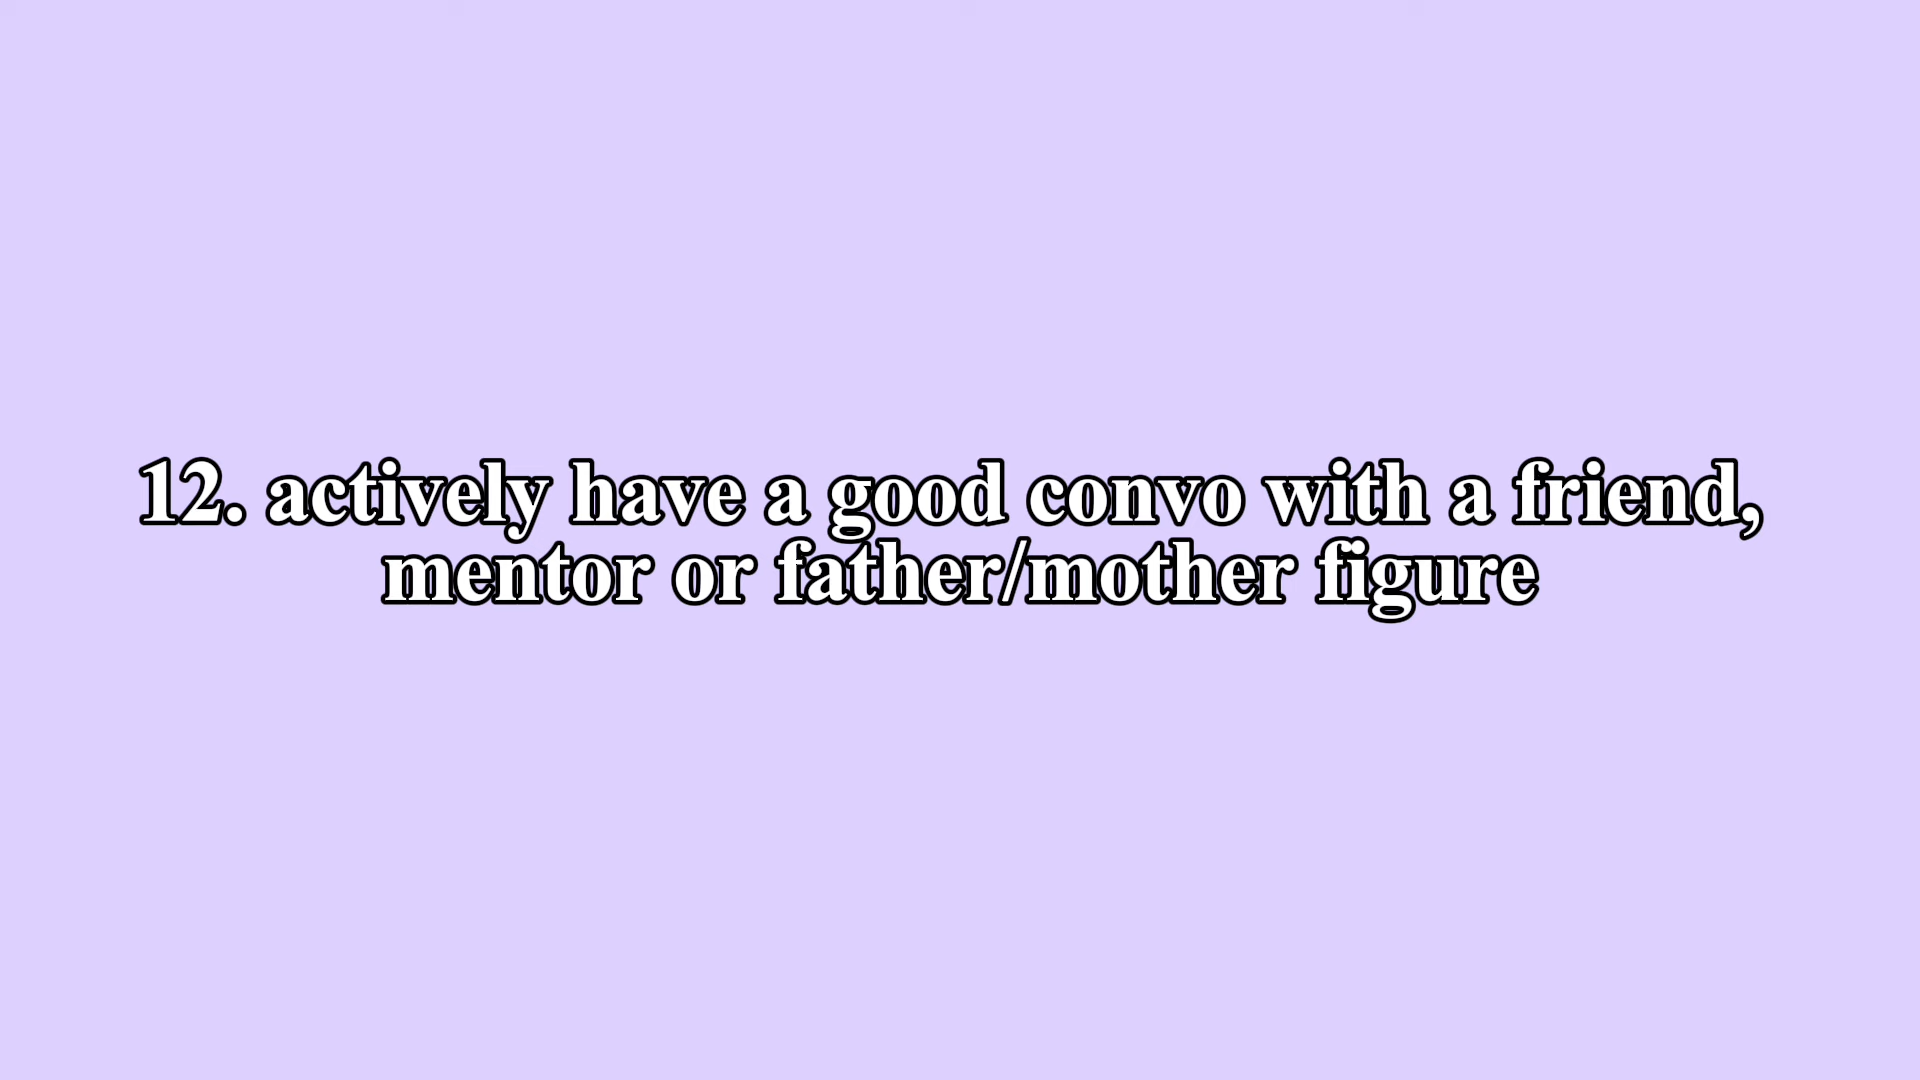 12. actively have a good convo with a friend,
mentor or father/mother figure